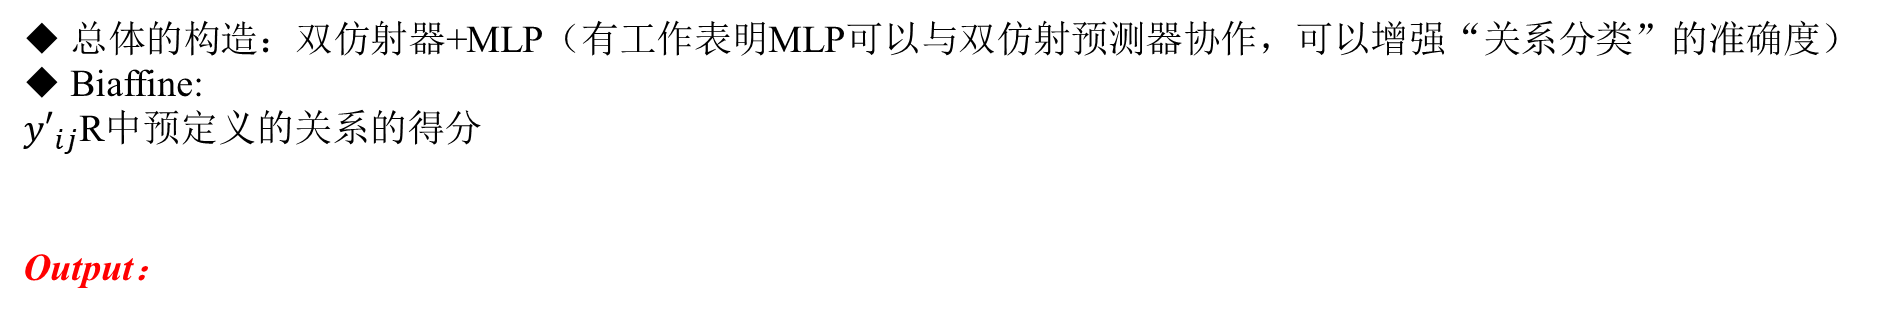 ◆ 总体的构造：双仿射器+MLP（有工作表明MLP可以与双仿射预测器协作，可以增强“关系分类”的准确度）
◆ Biaffine:
y′ᵢⱼR中预定义的关系的得分
Output：